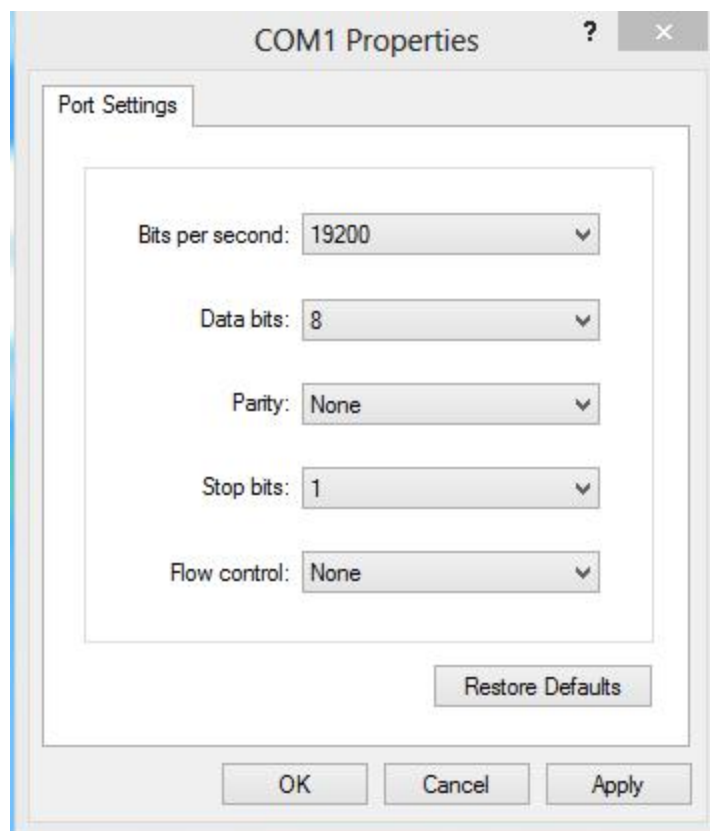 COM1 Properties ?
Port Settings
Bits per second: 19200
Data bits: 8
Parity: None
Stop bits: 1
Flow control: None
Restore Defaults
OK Cancel Apply